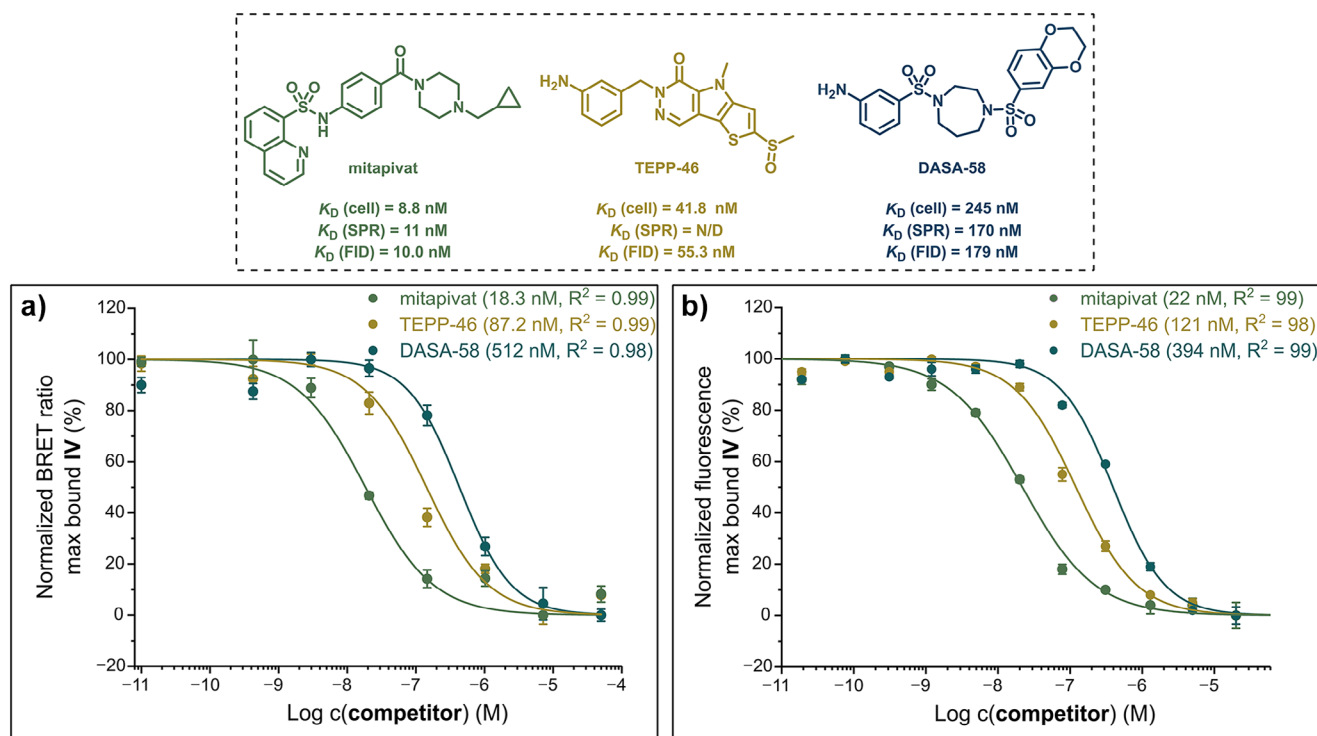 O
O
O
S
N
H
N
N
N
mitapivat
K_D (cell) = 8.8 nM
K_D (SPR) = 11 nM
K_D (FID) = 10.0 nM
H₂N
O
N
N
N
S
S
O
TEPP-46
K_D (cell) = 41.8 nM
K_D (SPR) = N/D
K_D (FID) = 55.3 nM
H₂N
O
O
S
N
N
S
O
O
O
O
DASA-58
K_D (cell) = 245 nM
K_D (SPR) = 170 nM
K_D (FID) = 179 nM
a)
mitapivat (18.3 nM, R² = 0.99)
TEPP-46 (87.2 nM, R² = 0.99)
DASA-58 (512 nM, R² = 0.98)
Normalized BRET ratio
max bound IV (%)
120
100
80
60
40
20
0
−20
−11
−10
−9
−8
−7
−6
−5
−4
Log c(competitor) (M)
b)
mitapivat (22 nM, R² = 99)
TEPP-46 (121 nM, R² = 98)
DASA-58 (394 nM, R² = 99)
Normalized fluorescence
max bound IV (%)
120
100
80
60
40
20
0
−20
−11
−10
−9
−8
−7
−6
−5
Log c(competitor) (M)